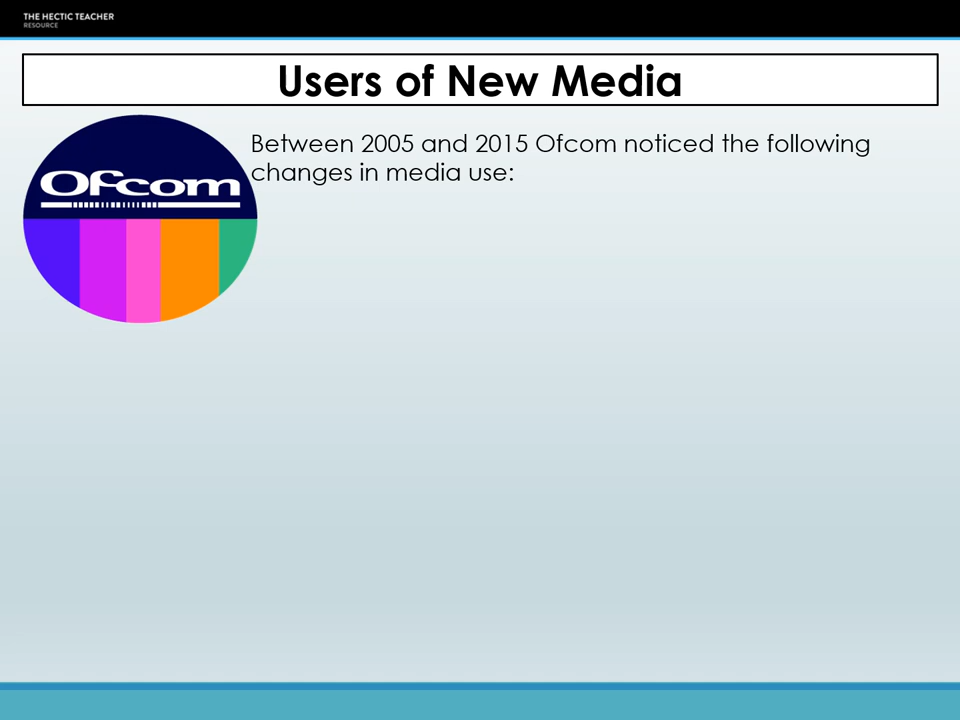 THE HECTIC TEACHER
RESOURCE
Users of New Media
Ofcom
Between 2005 and 2015 Ofcom noticed the following
changes in media use: